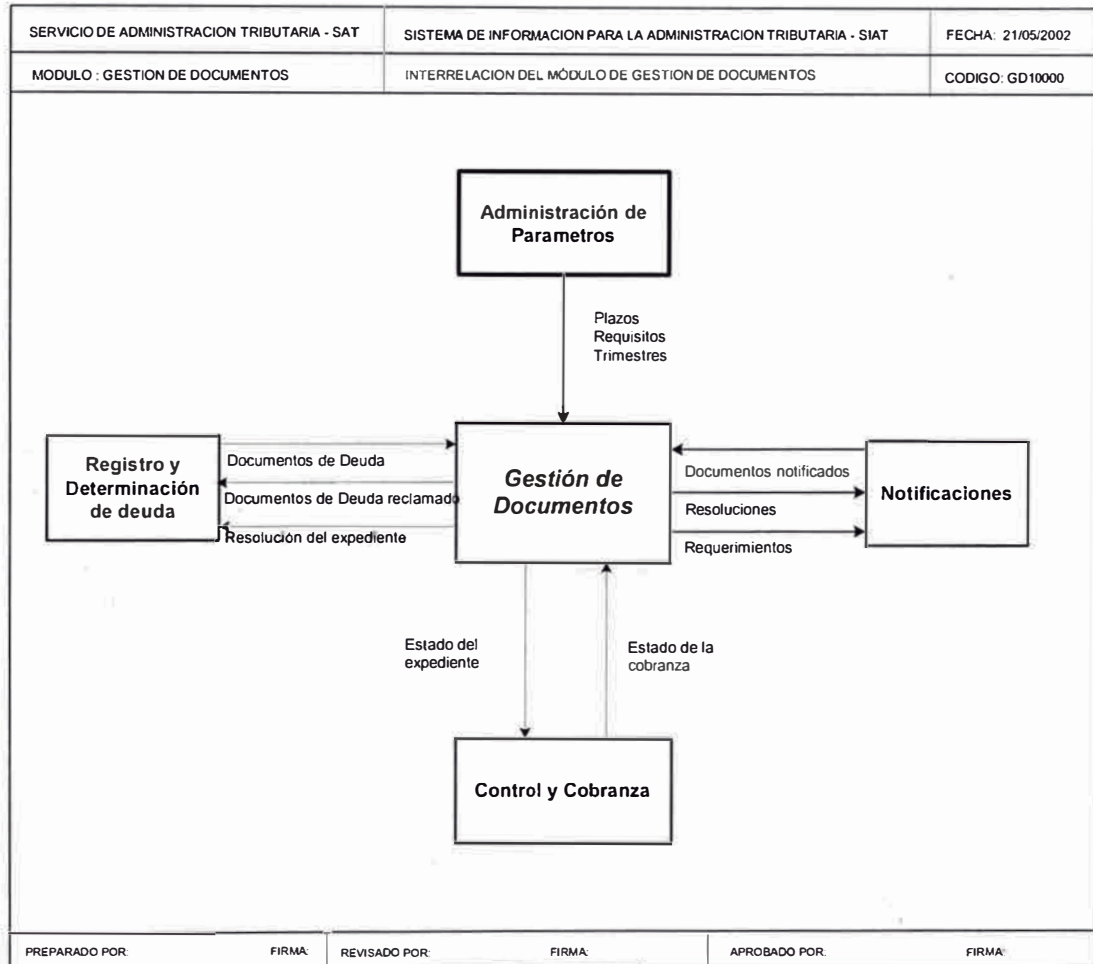 SERVICIO DE ADMINISTRACION TRIBUTARIA - SAT
SISTEMA DE INFORMACION PARA LA ADMINISTRACION TRIBUTARIA - SIAT
FECHA: 21/05/2002
MODULO : GESTION DE DOCUMENTOS
INTERRELACION DEL MÓDULO DE GESTION DE DOCUMENTOS
CODIGO: GD10000
Administración de
Parametros
Plazos
Requisitos
Trimestres
Registro y
Determinación
de deuda
Documentos de Deuda
Documentos de Deuda reclamado
Resolución del expediente
Gestión de
Documentos
Documentos notificados
Resoluciones
Requerimientos
Notificaciones
Estado del
expediente
Estado de la
cobranza
Control y Cobranza
PREPARADO POR:
FIRMA:
REVISADO POR:
FIRMA:
APROBADO POR.
FIRMA: